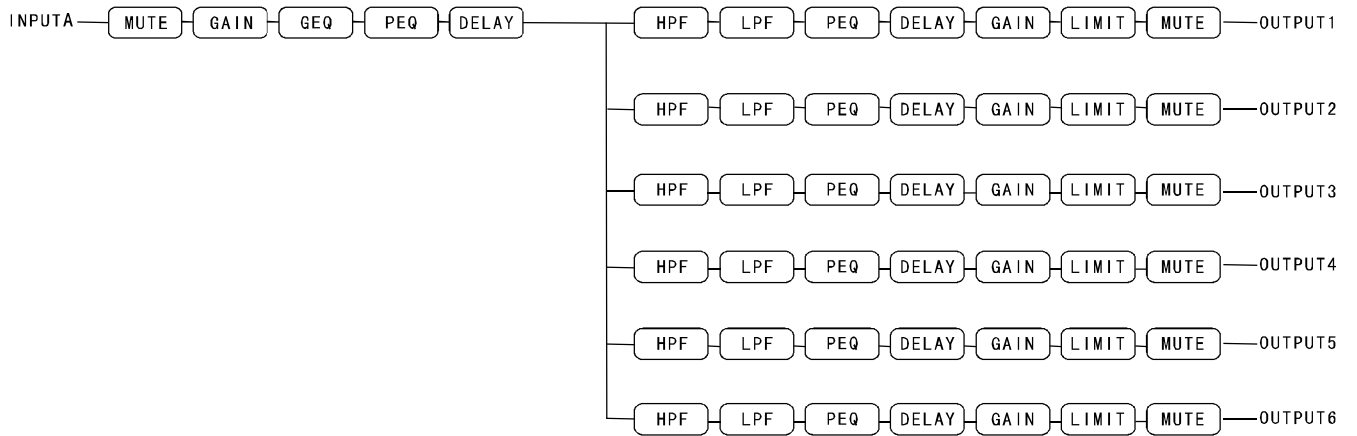 INPUTA MUTE GAIN GEQ PEQ DELAY HPF LPF PEQ DELAY GAIN LIMIT MUTE OUTPUT1
HPF LPF PEQ DELAY GAIN LIMIT MUTE OUTPUT2
HPF LPF PEQ DELAY GAIN LIMIT MUTE OUTPUT3
HPF LPF PEQ DELAY GAIN LIMIT MUTE OUTPUT4
HPF LPF PEQ DELAY GAIN LIMIT MUTE OUTPUT5
HPF LPF PEQ DELAY GAIN LIMIT MUTE OUTPUT6